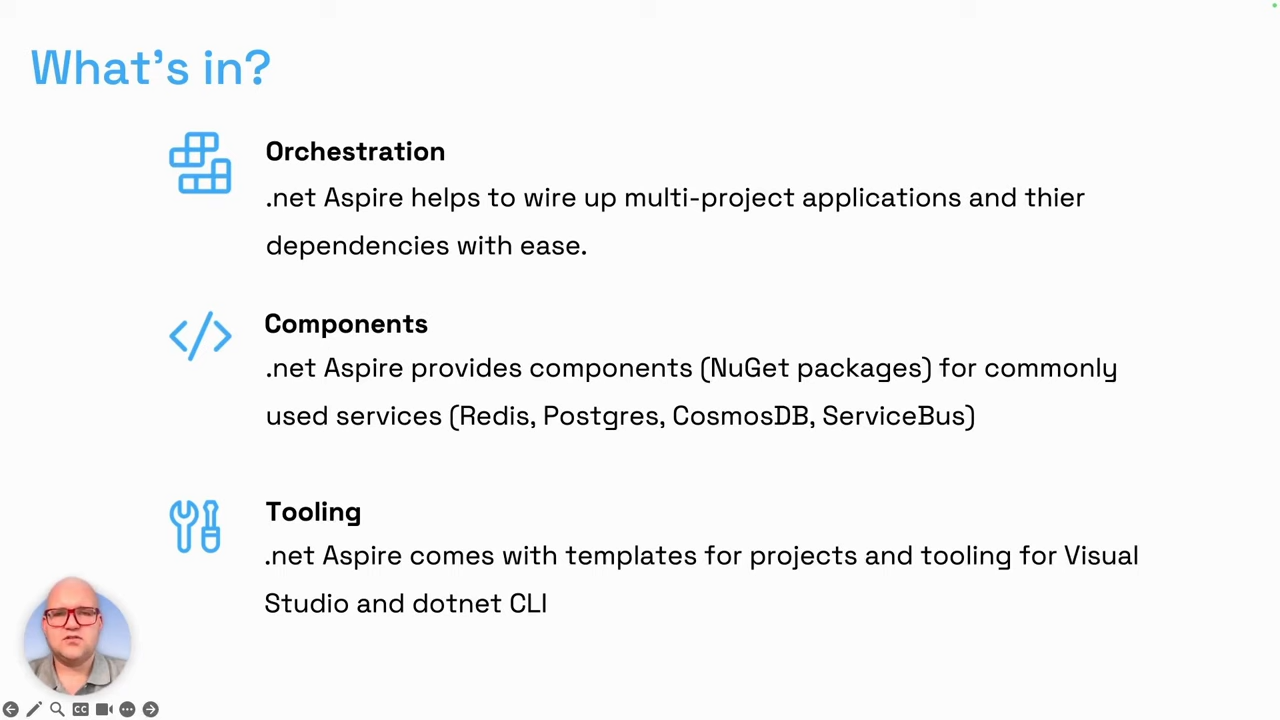 What's in?
Orchestration
.net Aspire helps to wire up multi-project applications and thier
dependencies with ease.
Components
.net Aspire provides components (NuGet packages) for commonly
used services (Redis, Postgres, CosmosDB, ServiceBus)
Tooling
.net Aspire comes with templates for projects and tooling for Visual
Studio and dotnet CLI
CC